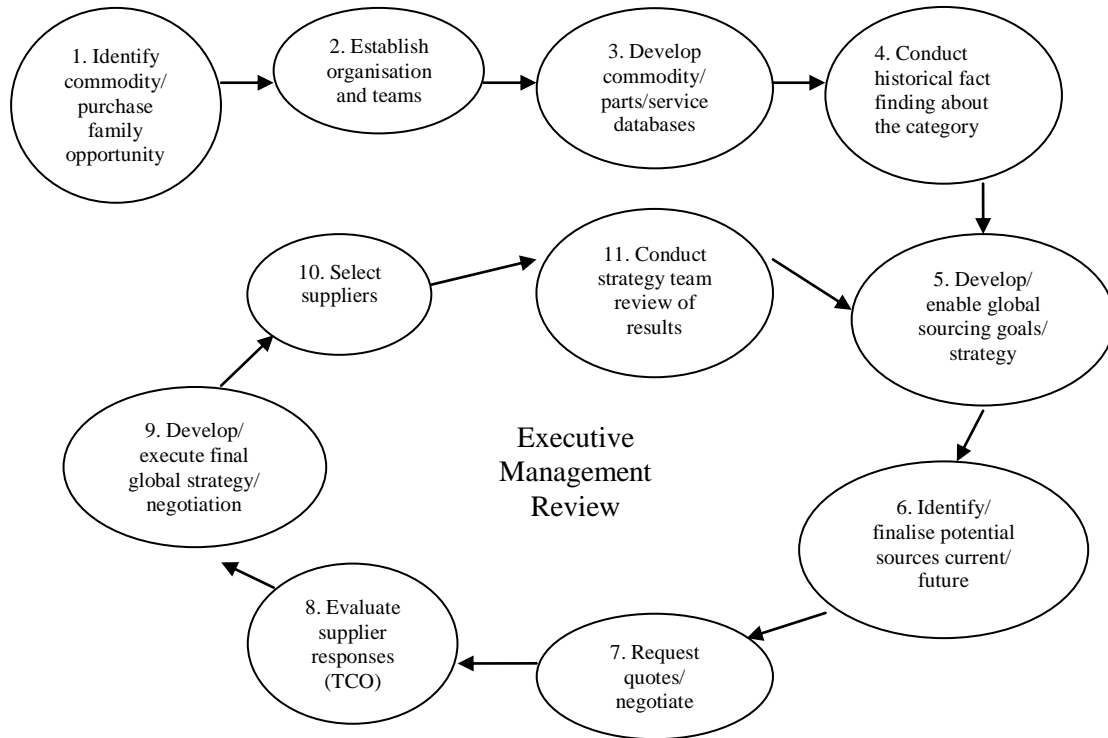 1. Identify
commodity/
purchase
family
opportunity
2. Establish
organisation
and teams
3. Develop
commodity/
parts/service
databases
4. Conduct
historical fact
finding about
the category
5. Develop/
enable global
sourcing goals/
strategy
6. Identify/
finalise potential
sources current/
future
7. Request
quotes/
negotiate
8. Evaluate
supplier
responses
(TCO)
9. Develop/
execute final
global strategy/
negotiation
10. Select
suppliers
11. Conduct
strategy team
review of
results
Executive
Management
Review